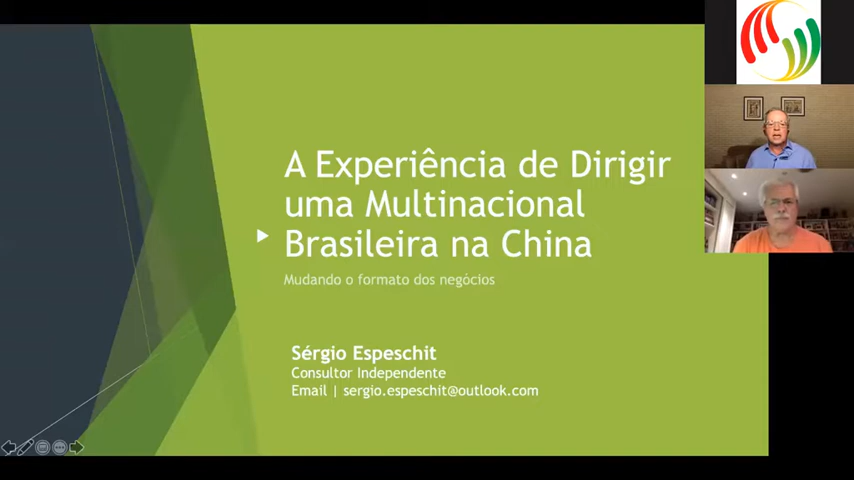 A Experiência de Dirigir
uma Multinacional
Brasileira na China
Mudando o formato dos negócios
Sérgio Espeschit
Consultor Independente
Email | sergio.espeschit@outlook.com